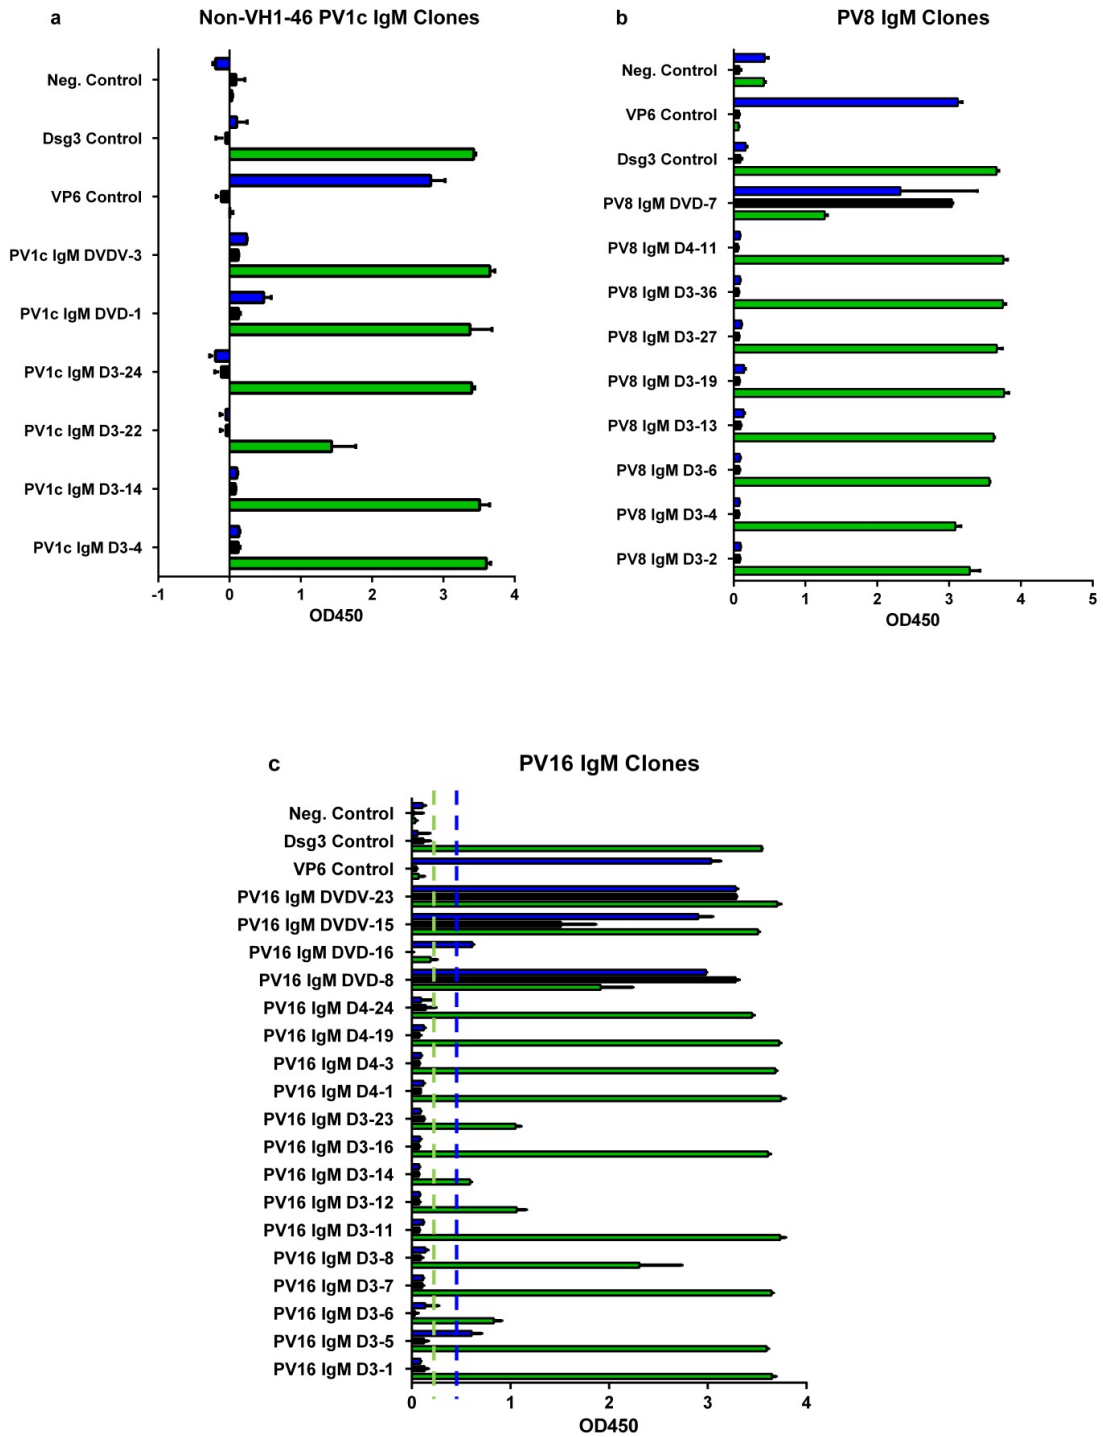 a
Non-VH1-46 PV1c IgM Clones
Neg. Control
Dsg3 Control
VP6 Control
PV1c IgM DVDV-3
PV1c IgM DVD-1
PV1c IgM D3-24
PV1c IgM D3-22
PV1c IgM D3-14
PV1c IgM D3-4
-1 0 1 2 3 4
OD450
b
PV8 IgM Clones
Neg. Control
VP6 Control
Dsg3 Control
PV8 IgM DVD-7
PV8 IgM D4-11
PV8 IgM D3-36
PV8 IgM D3-27
PV8 IgM D3-19
PV8 IgM D3-13
PV8 IgM D3-6
PV8 IgM D3-4
PV8 IgM D3-2
0 1 2 3 4 5
OD450
c
PV16 IgM Clones
Neg. Control
Dsg3 Control
VP6 Control
PV16 IgM DVDV-23
PV16 IgM DVDV-15
PV16 IgM DVD-16
PV16 IgM DVD-8
PV16 IgM D4-24
PV16 IgM D4-19
PV16 IgM D4-3
PV16 IgM D4-1
PV16 IgM D3-23
PV16 IgM D3-16
PV16 IgM D3-14
PV16 IgM D3-12
PV16 IgM D3-11
PV16 IgM D3-8
PV16 IgM D3-7
PV16 IgM D3-6
PV16 IgM D3-5
PV16 IgM D3-1
0 1 2 3 4
OD450